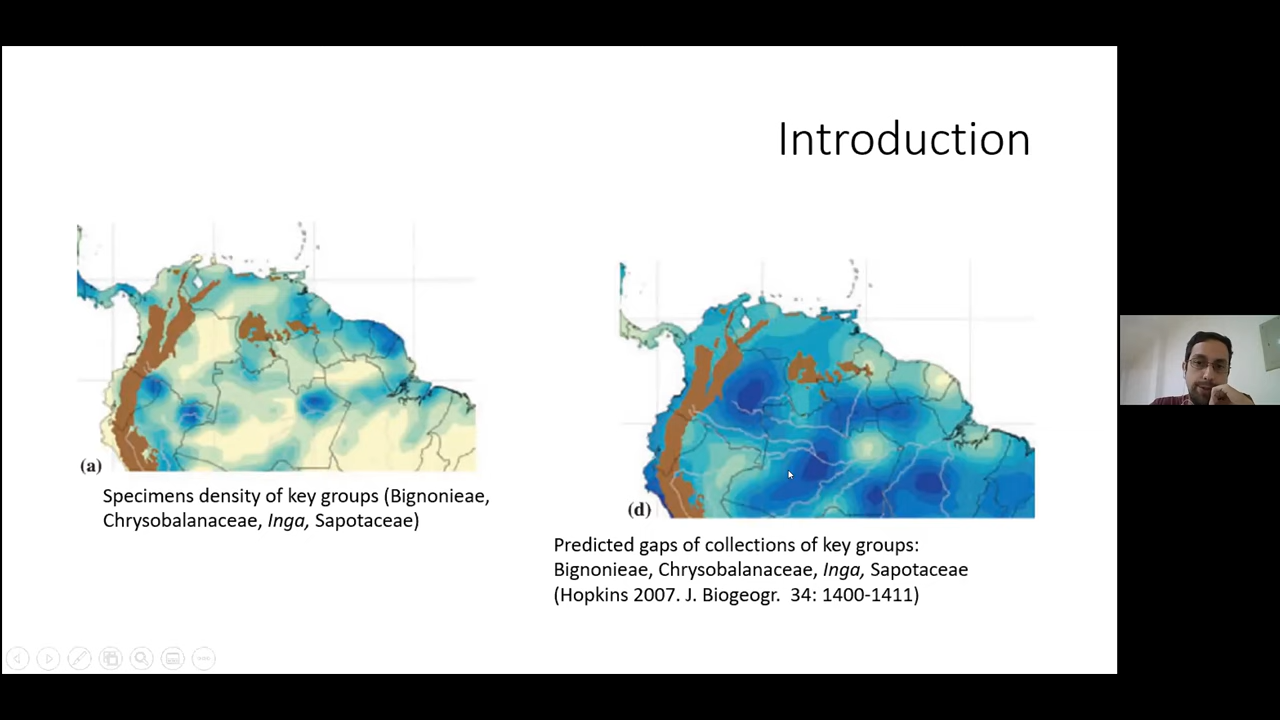 Introduction
(a)
Specimens density of key groups (Bignonieae,
Chrysobalanaceae, Inga, Sapotaceae)
(d)
Predicted gaps of collections of key groups:
Bignonieae, Chrysobalanaceae, Inga, Sapotaceae
(Hopkins 2007. J. Biogeogr.  34: 1400-1411)